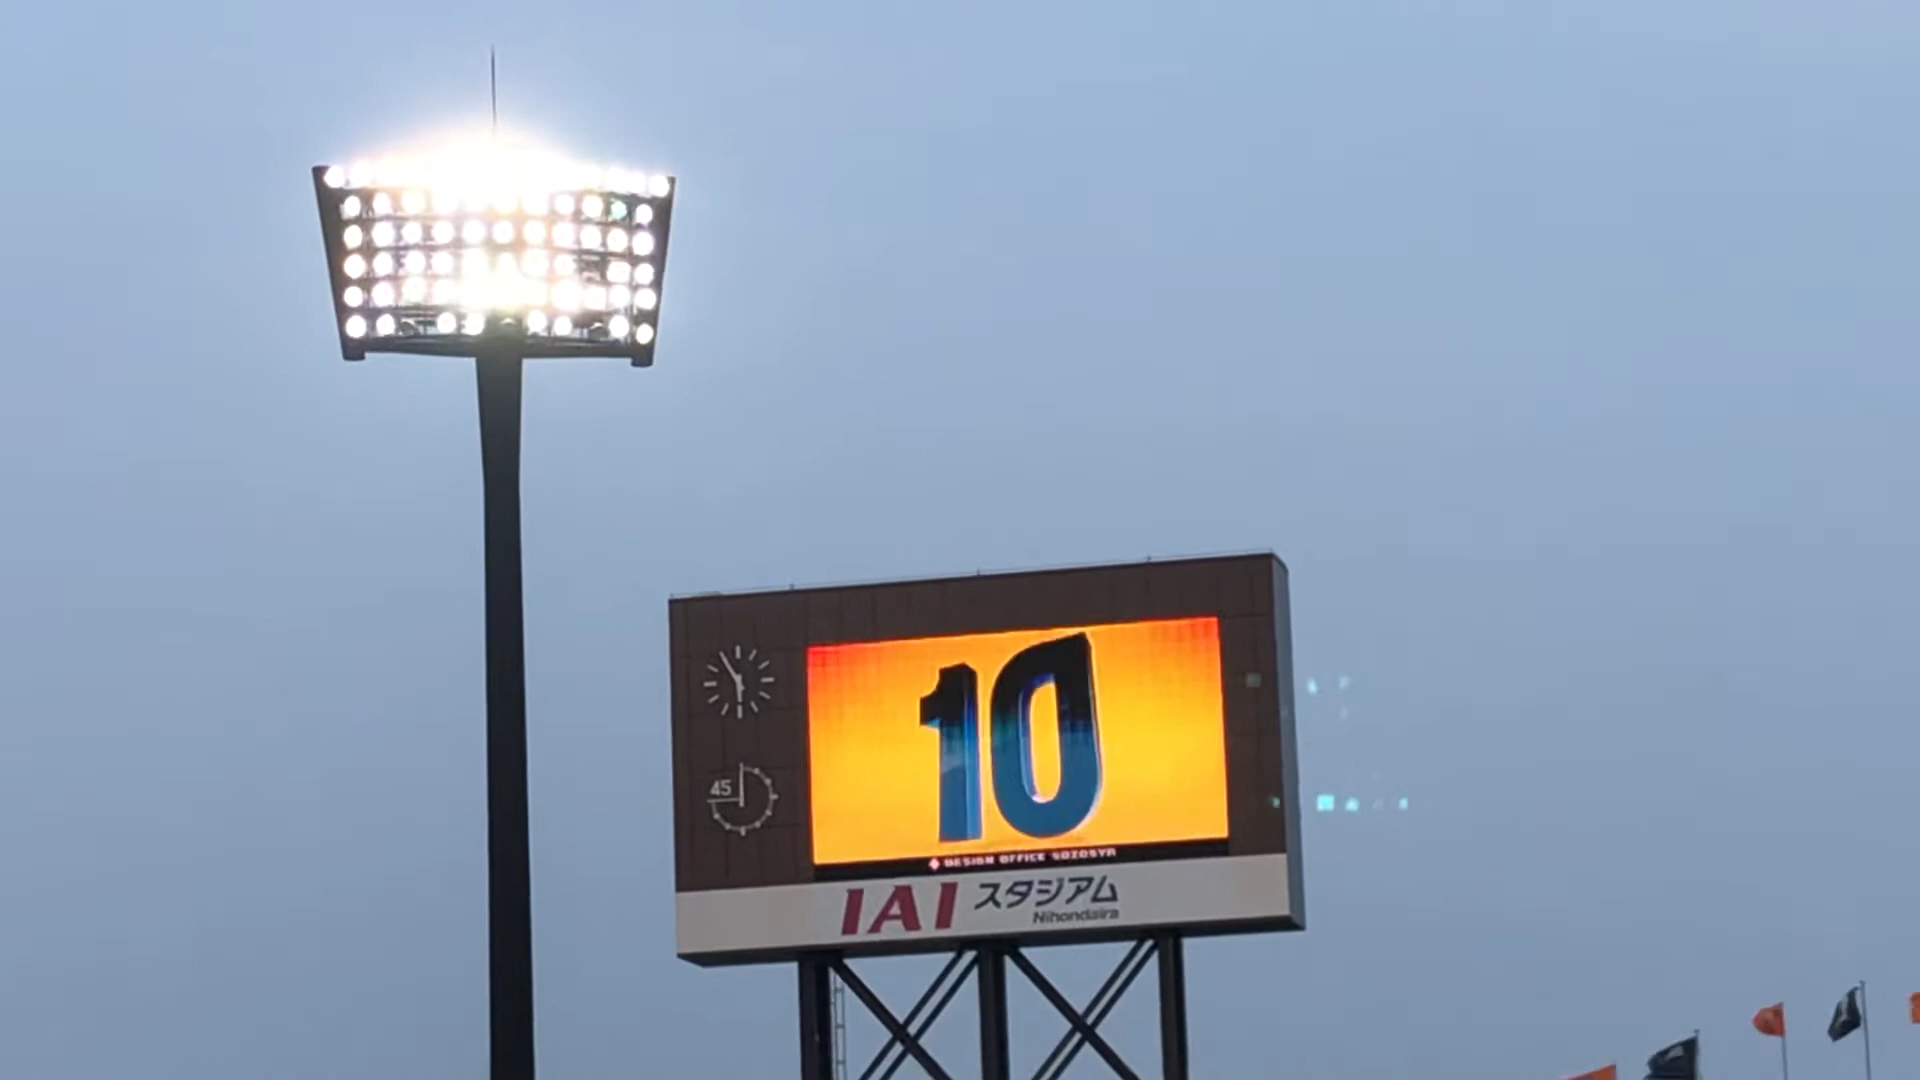 10
45
DESIGN OFFICE SOZOSYA
IAI スタジアム
Nihondaira